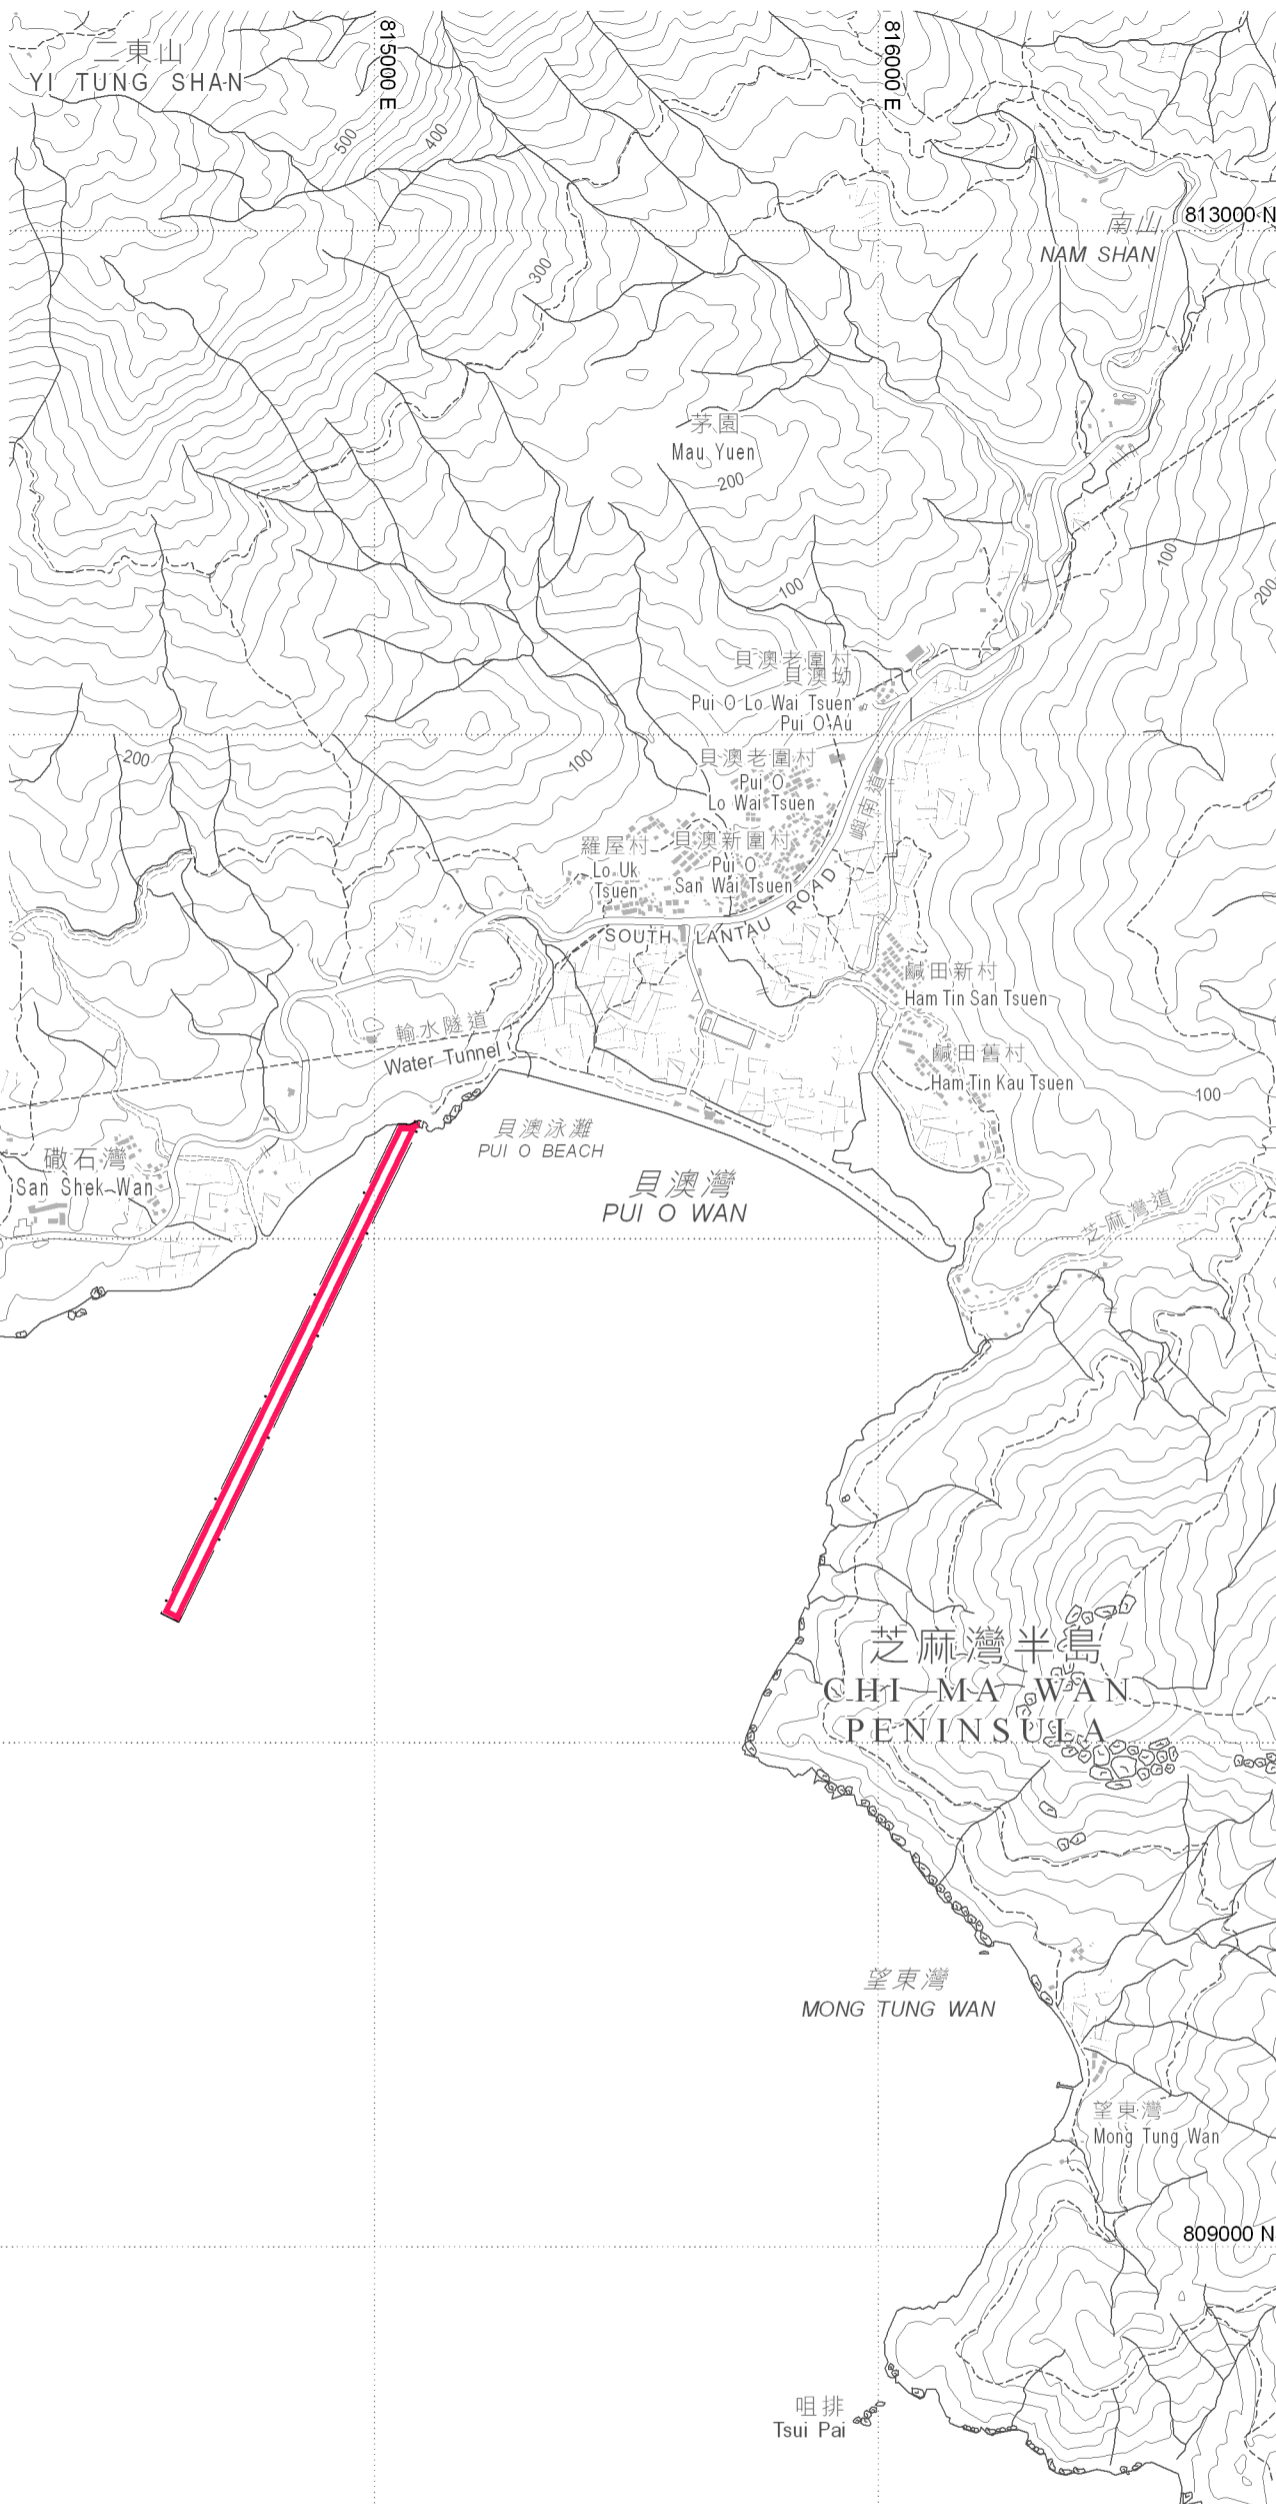 二東山
YI TUNG SHAN
815000 E
816000 E
500
400
南山
NAM SHAN
813000 N
300
茅園
Mau Yuen
200
100
100
200
貝澳老圍村
貝澳坳
Pui O Lo Wai Tsuen
Pui O Au
200
100
貝澳老圍村
Pui O
Lo Wai Tsuen
嶼南道
羅屋村
Lo Uk
Tsuen
貝澳新圍村
Pui O
San Wai Tsuen
SOUTH LANTAU ROAD
鹹田新村
Ham Tin San Tsuen
輸水隧道
Water Tunnel
鹹田舊村
Ham Tin Kau Tsuen
100
貝澳泳灘
PUI O BEACH
磡石灣
San Shek Wan
貝澳灣
PUI O WAN
芝麻灣道
芝麻灣半島
CHI MA WAN
PENINSULA
望東灣
MONG TUNG WAN
望東灣
Mong Tung Wan
809000 N
咀排
Tsui Pai